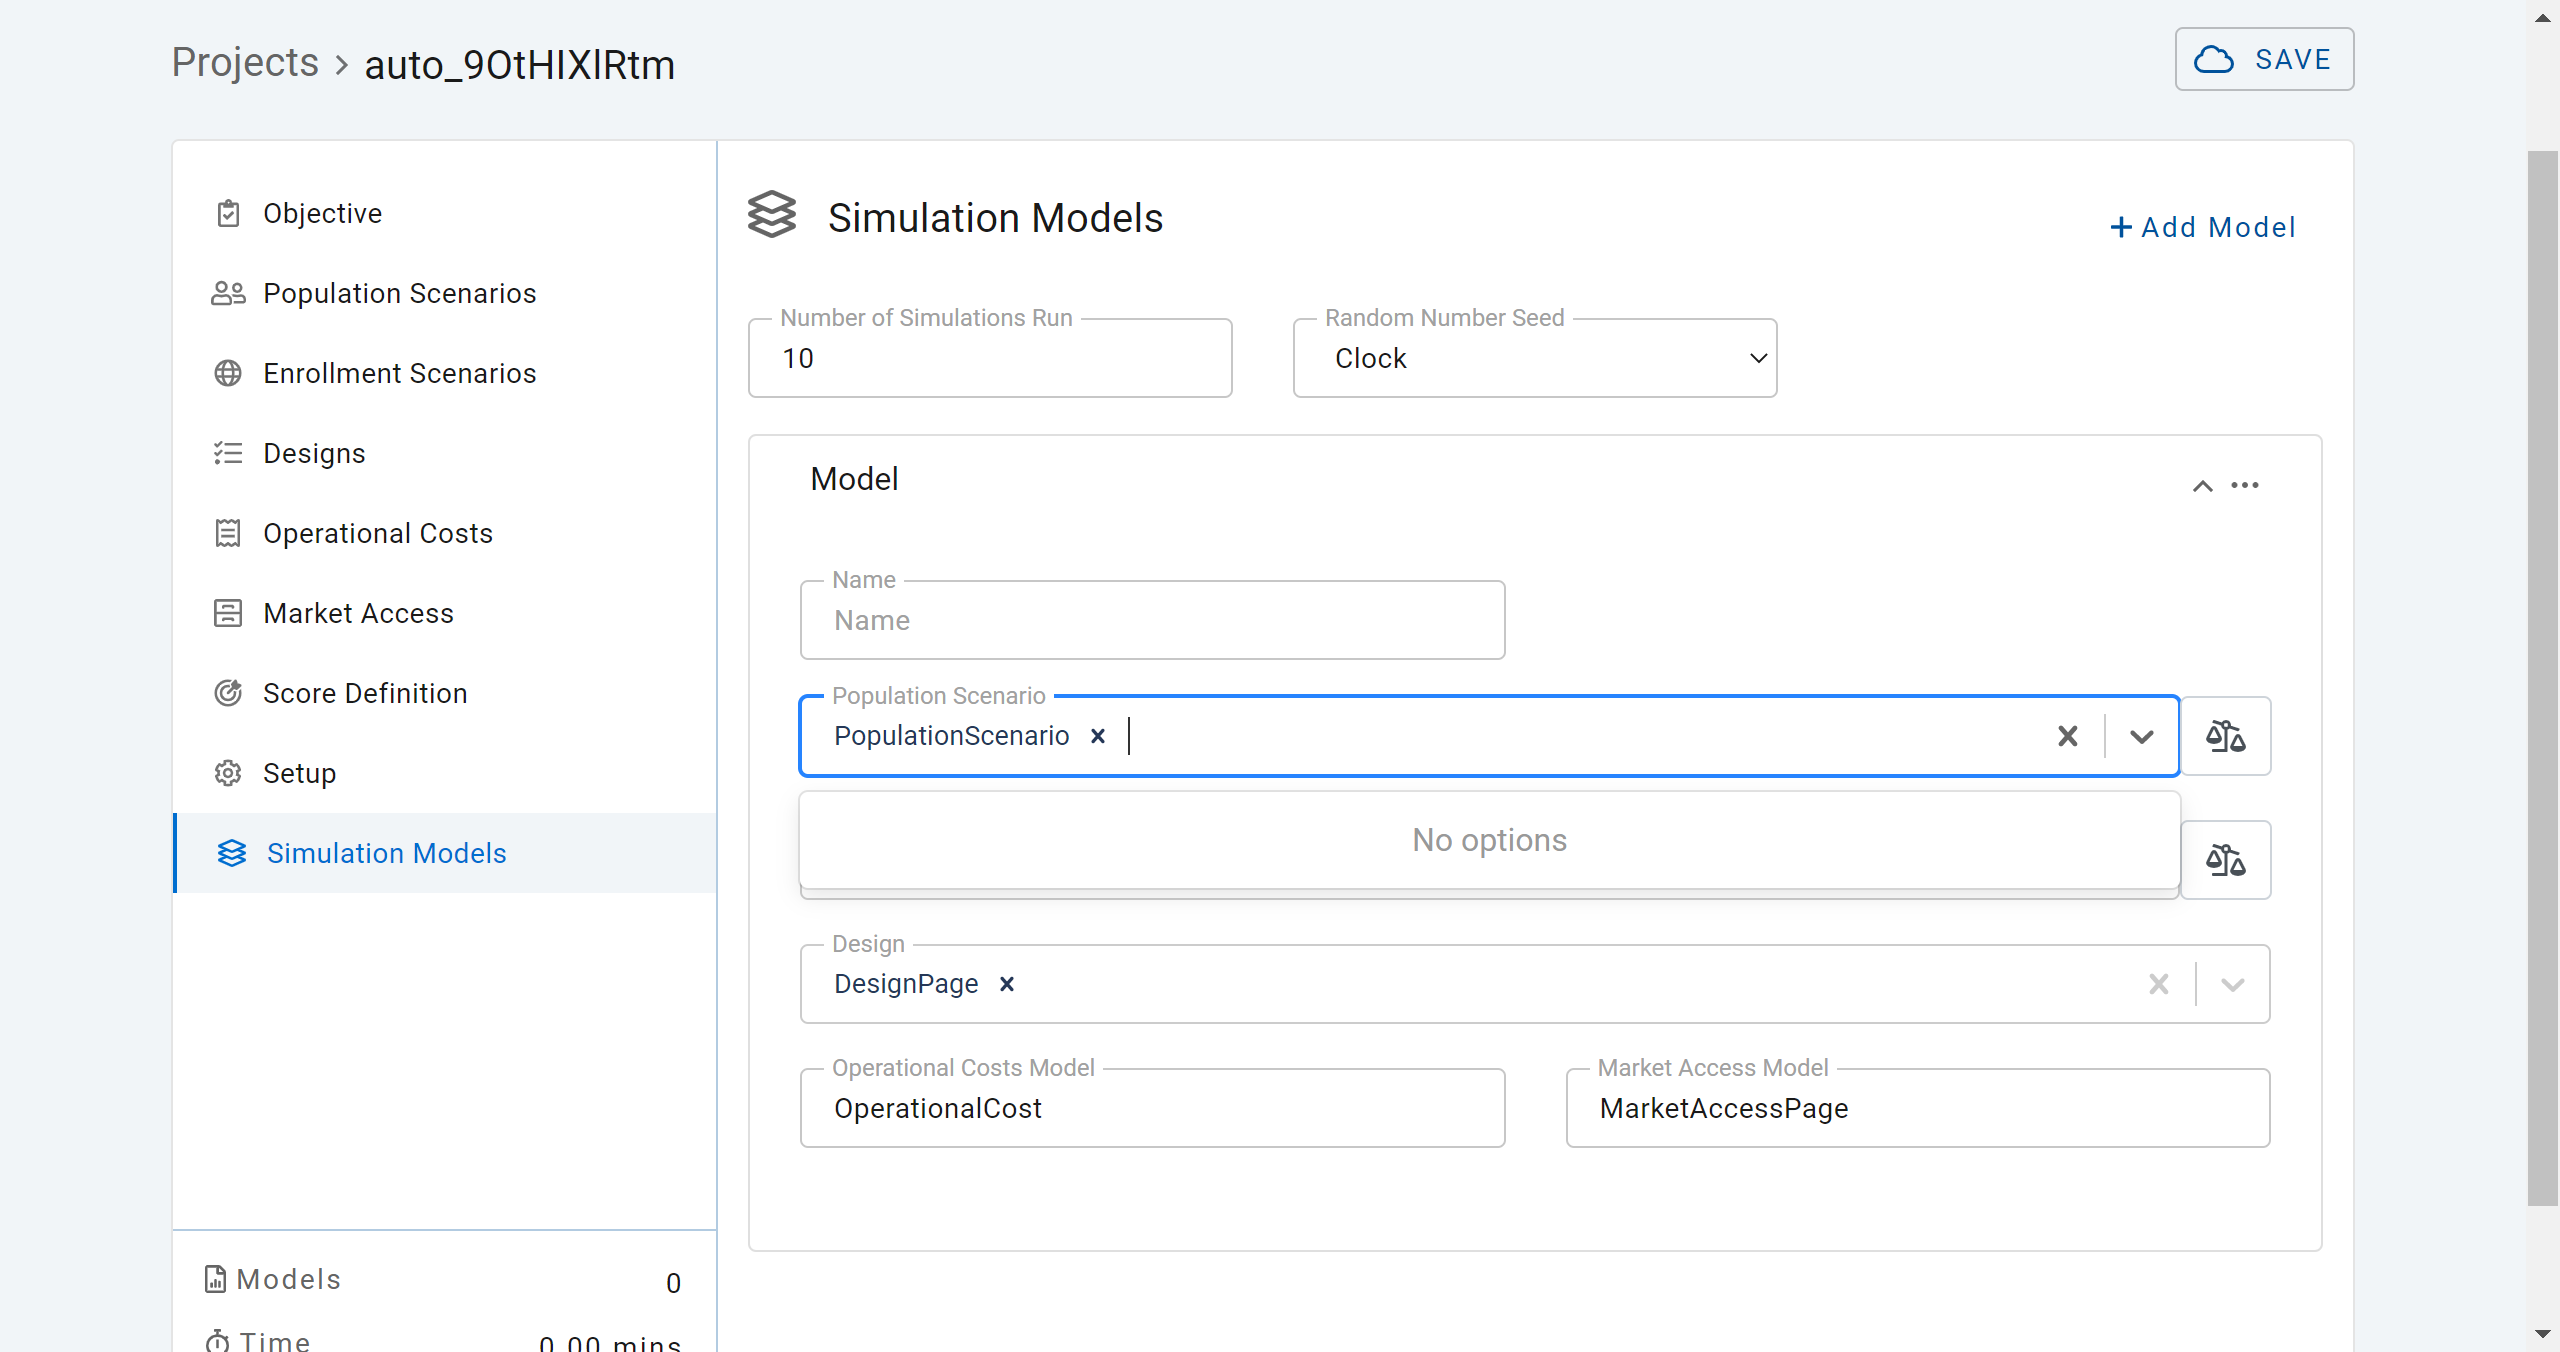 Projects > auto_9OtHIXlRtm
SAVE
Objective
Population Scenarios
Enrollment Scenarios
Designs
Operational Costs
Market Access
Score Definition
Setup
Simulation Models
Models 0
Time 0.00 mins
Simulation Models
+ Add Model
Number of Simulations Run
10
Random Number Seed
Clock
Model
Name
Name
Population Scenario
PopulationScenario
No options
Design
DesignPage
Operational Costs Model
OperationalCost
Market Access Model
MarketAccessPage